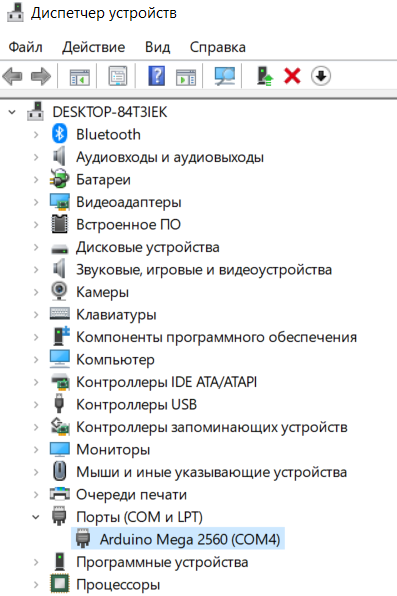 Диспетчер устройств
Файл Действие Вид Справка
DESKTOP-84T3IEK
Bluetooth
Аудиовходы и аудиовыходы
Батареи
Видеоадаптеры
Встроенное ПО
Дисковые устройства
Звуковые, игровые и видеоустройства
Камеры
Клавиатуры
Компоненты программного обеспечения
Компьютер
Контроллеры IDE ATA/ATAPI
Контроллеры USB
Контроллеры запоминающих устройств
Мониторы
Мыши и иные указывающие устройства
Очереди печати
Порты (COM и LPT)
Arduino Mega 2560 (COM4)
Программные устройства
Процессоры